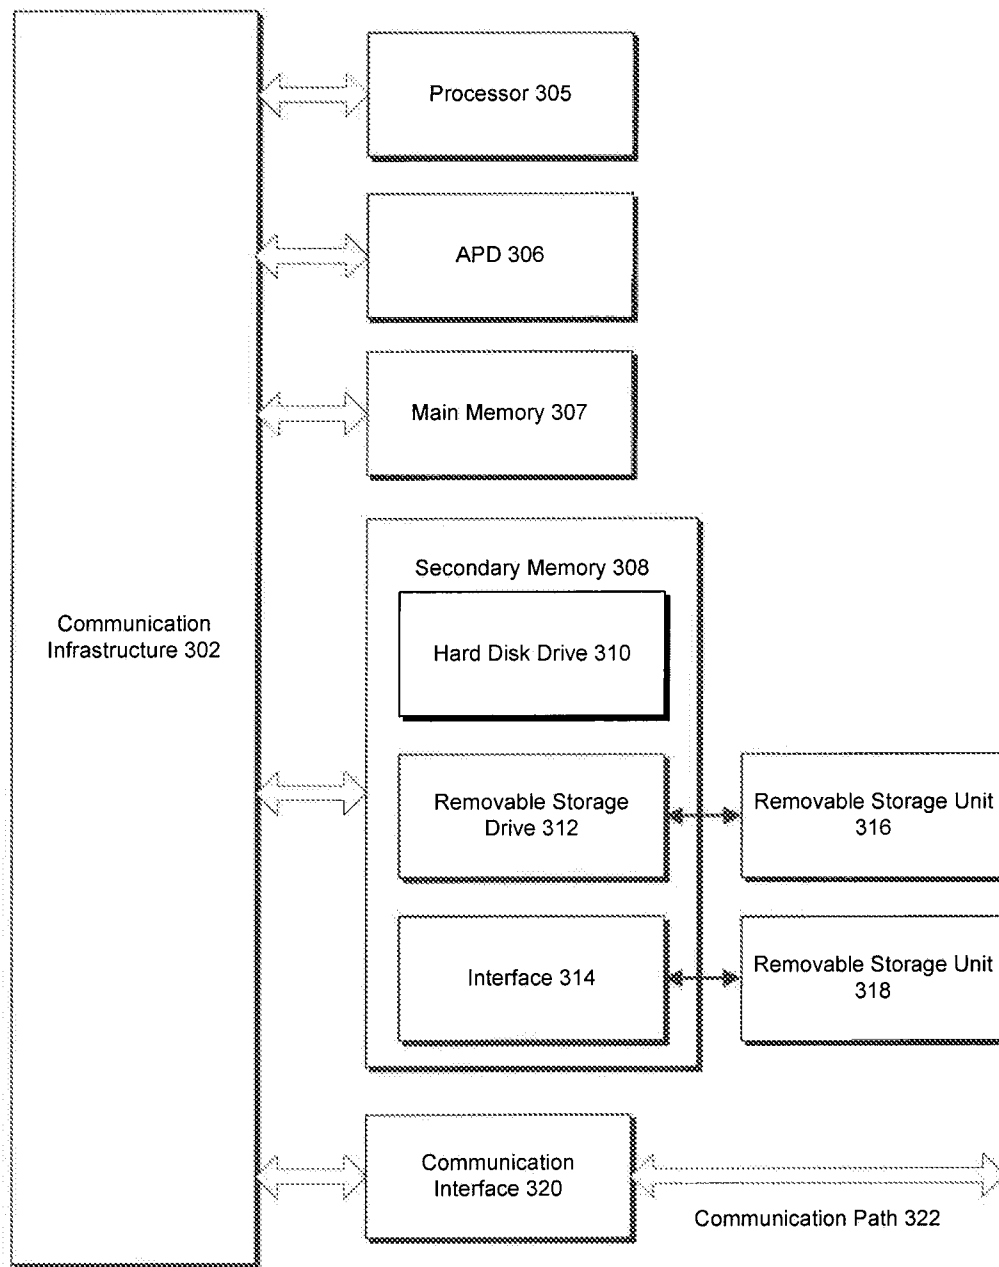 Processor 305
APD 306
Main Memory 307
Communication
Infrastructure 302
Secondary Memory 308
Hard Disk Drive 310
Removable Storage
Drive 312
Removable Storage Unit
316
Interface 314
Removable Storage Unit
318
Communication
Interface 320
Communication Path 322